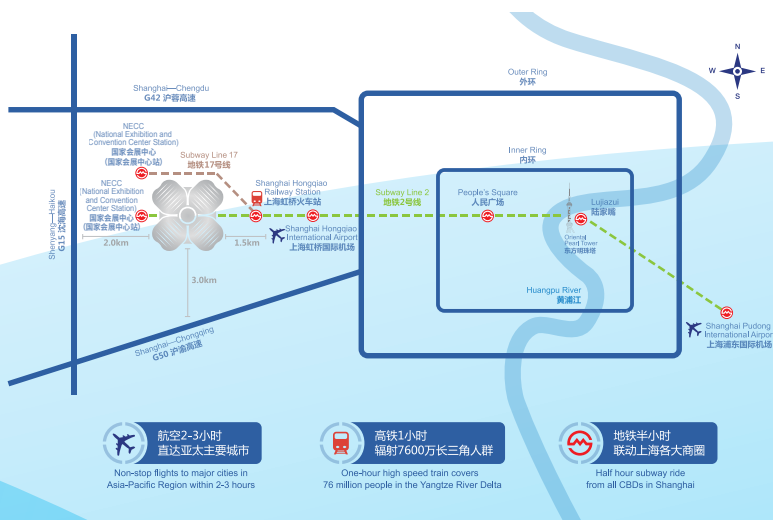 N
W
E
S
Outer Ring
外环
Shanghai—Chengdu
G42 沪蓉高速
NECC
(National Exhibition and
Convention Center Station)
国家会展中心
(国家会展中心站)
Subway Line 17
地铁17号线
Inner Ring
内环
NECC
(National Exhibition
and Convention
Center Station)
国家会展中心
(国家会展中心站)
Shanghai Hongqiao
Railway Station
上海虹桥火车站
Subway Line 2
地铁2号线
People's Square
人民广场
Lujiazui
陆家嘴
Shenyang—Haikou
G15 沈海高速
2.0km
1.5km
Shanghai Hongqiao
International Airport
上海虹桥国际机场
Oriental
Pearl Tower
东方明珠塔
3.0km
Huangpu River
黄浦江
Shanghai—Chongqing
G50 沪渝高速
Shanghai Pudong
International Airport
上海浦东国际机场
航空2-3小时
直达亚太主要城市
Non-stop flights to major cities in
Asia-Pacific Region within 2-3 hours
高铁1小时
辐射7600万长三角人群
One-hour high speed train covers
76 million people in the Yangtze River Delta
地铁半小时
联动上海各大商圈
Half hour subway ride
from all CBDs in Shanghai